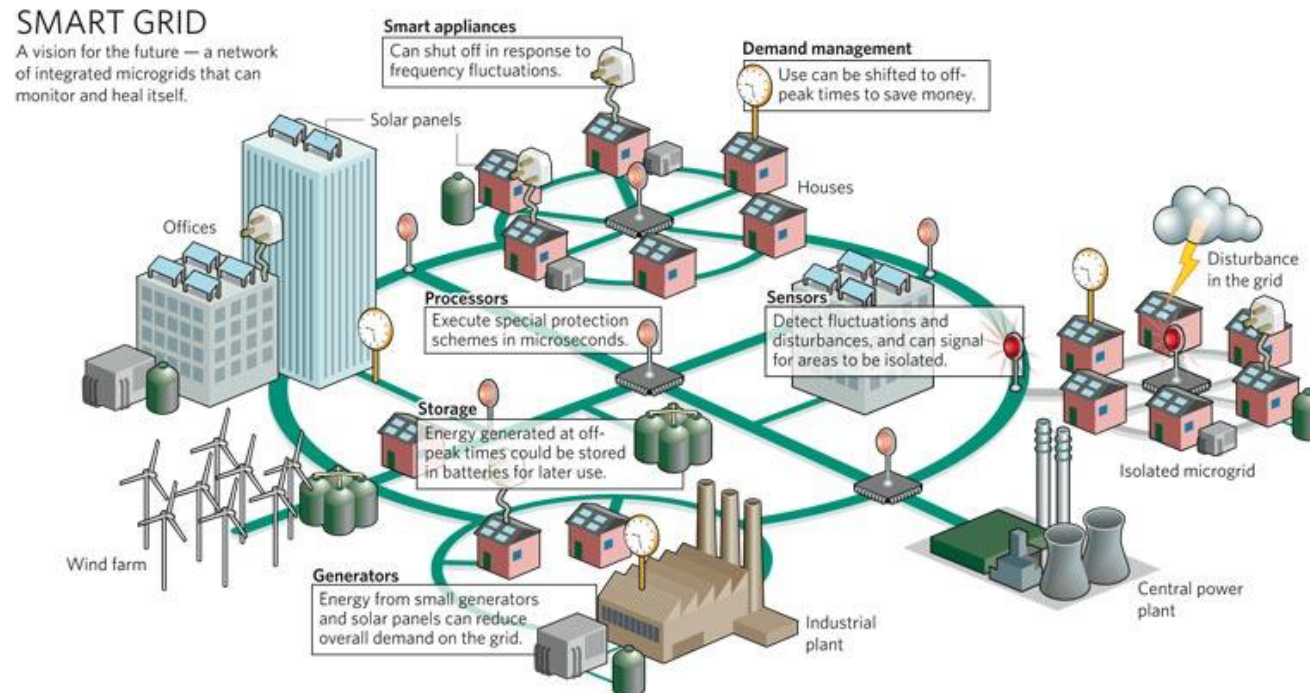 SMART GRID
A vision for the future — a network
of integrated microgrids that can
monitor and heal itself.
Smart appliances
Can shut off in response to
frequency fluctuations.
Demand management
Use can be shifted to off-
peak times to save money.
Solar panels
Houses
Offices
Disturbance
in the grid
Processors
Execute special protection
schemes in microseconds.
Sensors
Detect fluctuations and
disturbances, and can signal
for areas to be isolated.
Storage
Energy generated at off-
peak times could be stored
in batteries for later use.
Isolated microgrid
Wind farm
Generators
Energy from small generators
and solar panels can reduce
overall demand on the grid.
Industrial
plant
Central power
plant